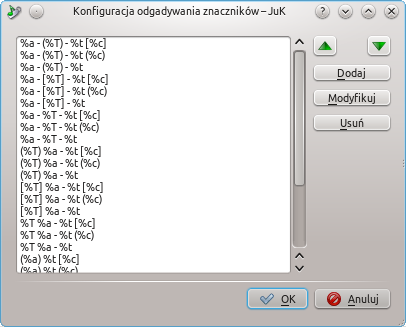 Konfiguracja odgadywania znaczników – JuK
%a - (%T) - %t [%c]
%a - (%T) - %t (%c)
%a - (%T) - %t
%a - [%T] - %t [%c]
%a - [%T] - %t (%c)
%a - [%T] - %t
%a - %T - %t [%c]
%a - %T - %t (%c)
%a - %T - %t
(%T) %a - %t [%c]
(%T) %a - %t (%c)
(%T) %a - %t
[%T] %a - %t [%c]
[%T] %a - %t (%c)
[%T] %a - %t
%T %a - %t [%c]
%T %a - %t (%c)
%T %a - %t
(%a) %t [%c]
(%a) %t (%c)
Dodaj
Modyfikuj
Usuń
OK
Anuluj